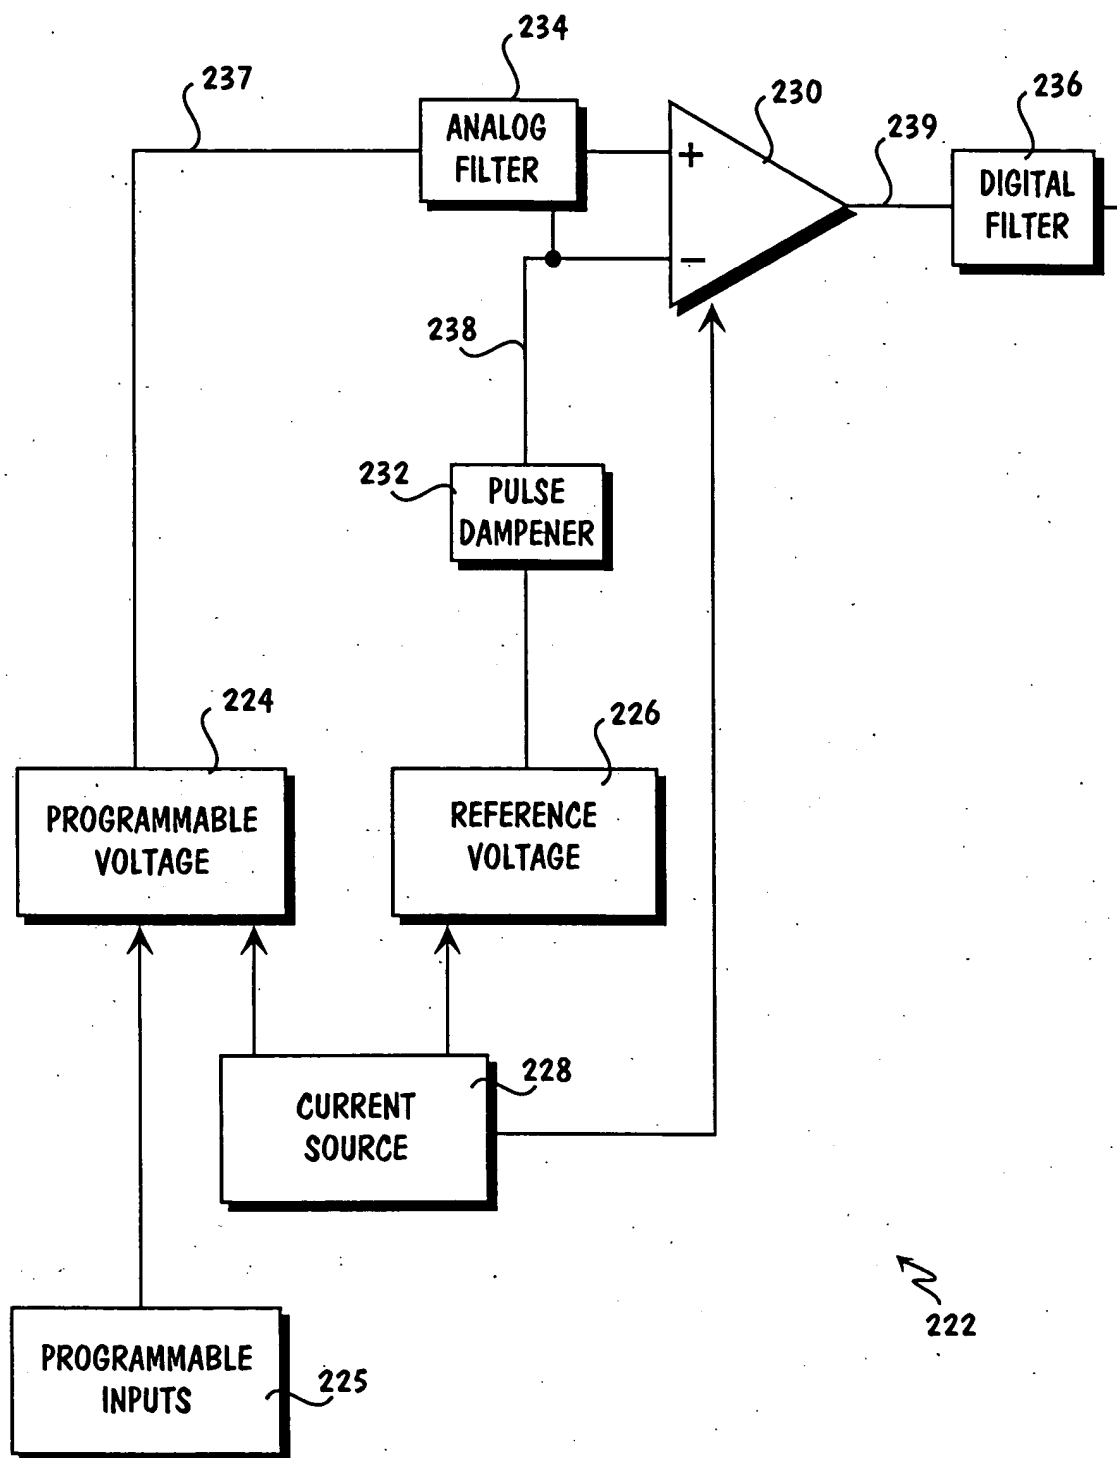 234
237
230
236
239
ANALOG
FILTER
+
DIGITAL
FILTER
−
238
232
PULSE
DAMPENER
224
226
PROGRAMMABLE
VOLTAGE
REFERENCE
VOLTAGE
228
CURRENT
SOURCE
222
PROGRAMMABLE
INPUTS
225